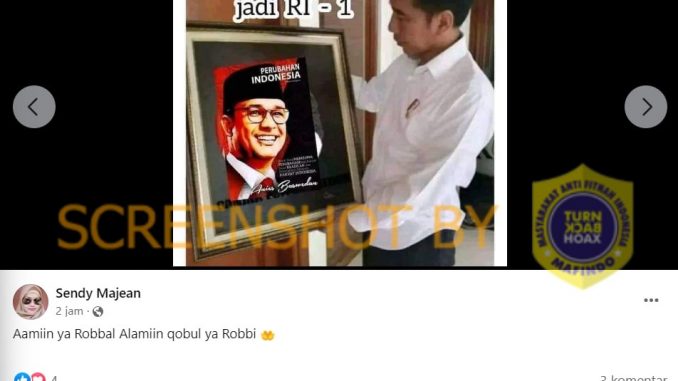 jadi RI - 1
PERUBAHAN
INDONESIA
Anies Baswedan
SCREENSHOT BY
MASYARAKAT ANTI FITNAH INDONESIA
TURN
BACK
HOAX
MAFINDO
Sendy Majean
2 jam ·
Aamiin ya Robbal Alamiin qobul ya Robbi 🤲
4
3 komentar